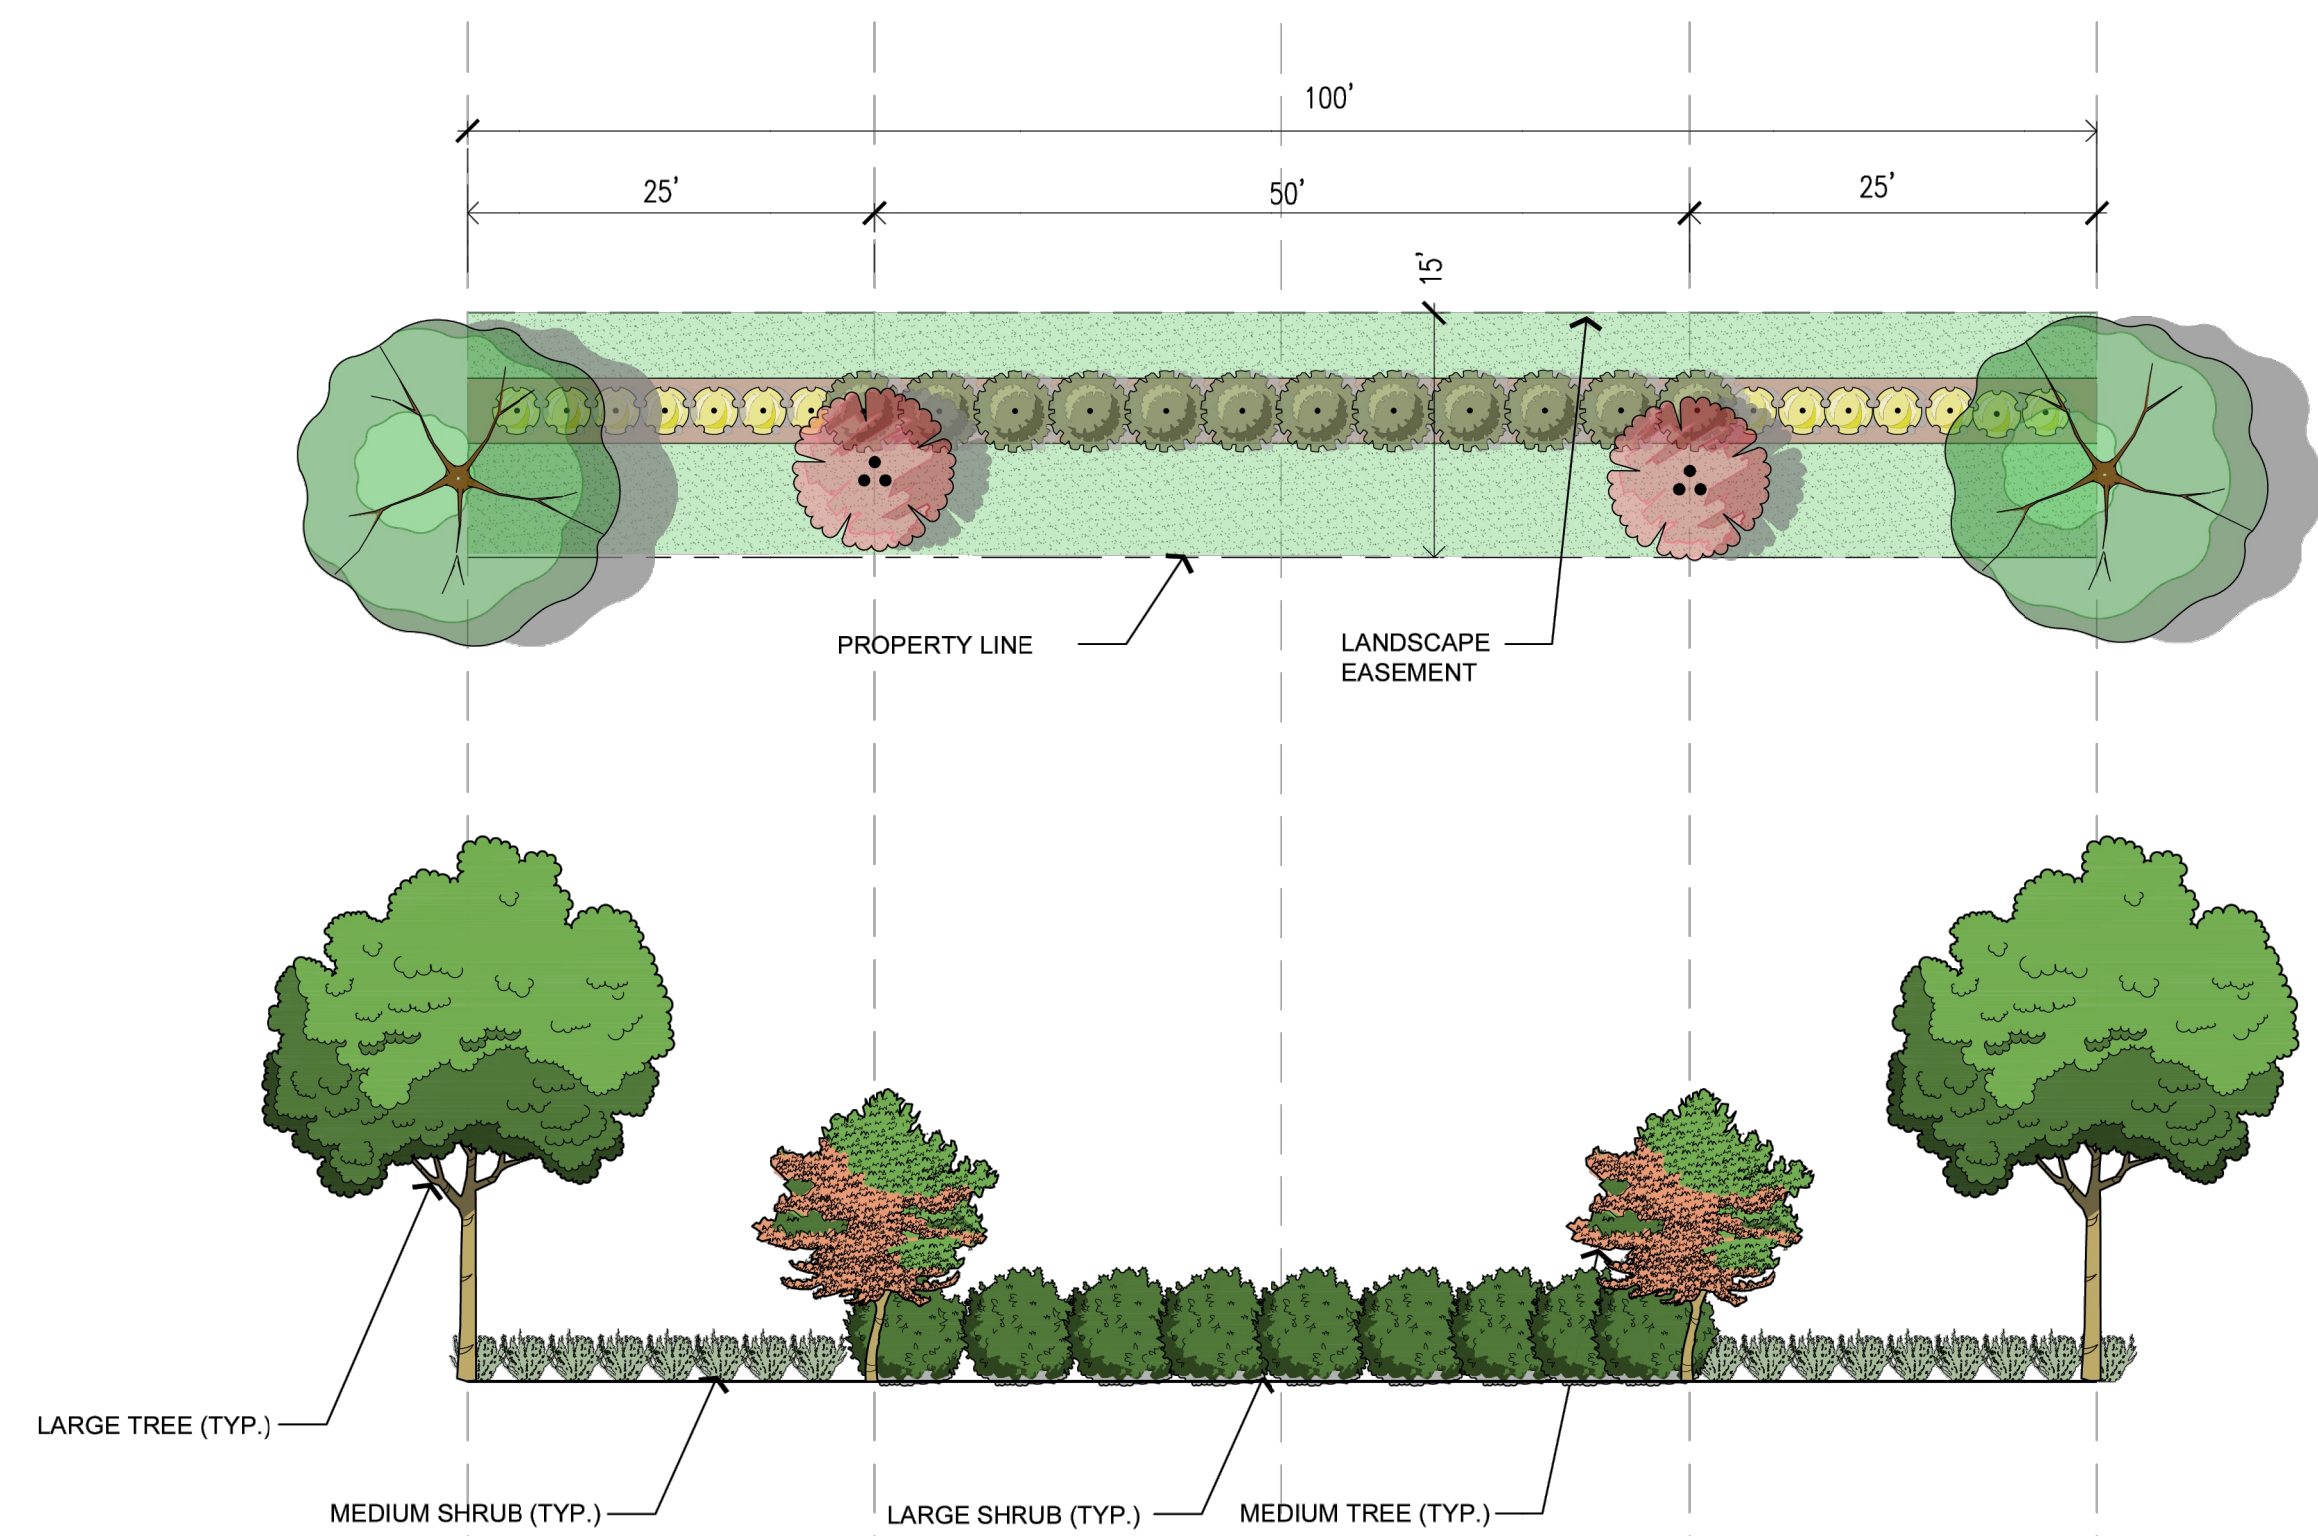 100'
25'
50'
25'
15'
PROPERTY LINE
LANDSCAPE
EASEMENT
LARGE TREE (TYP.)
MEDIUM SHRUB (TYP.)
LARGE SHRUB (TYP.)
MEDIUM TREE (TYP.)